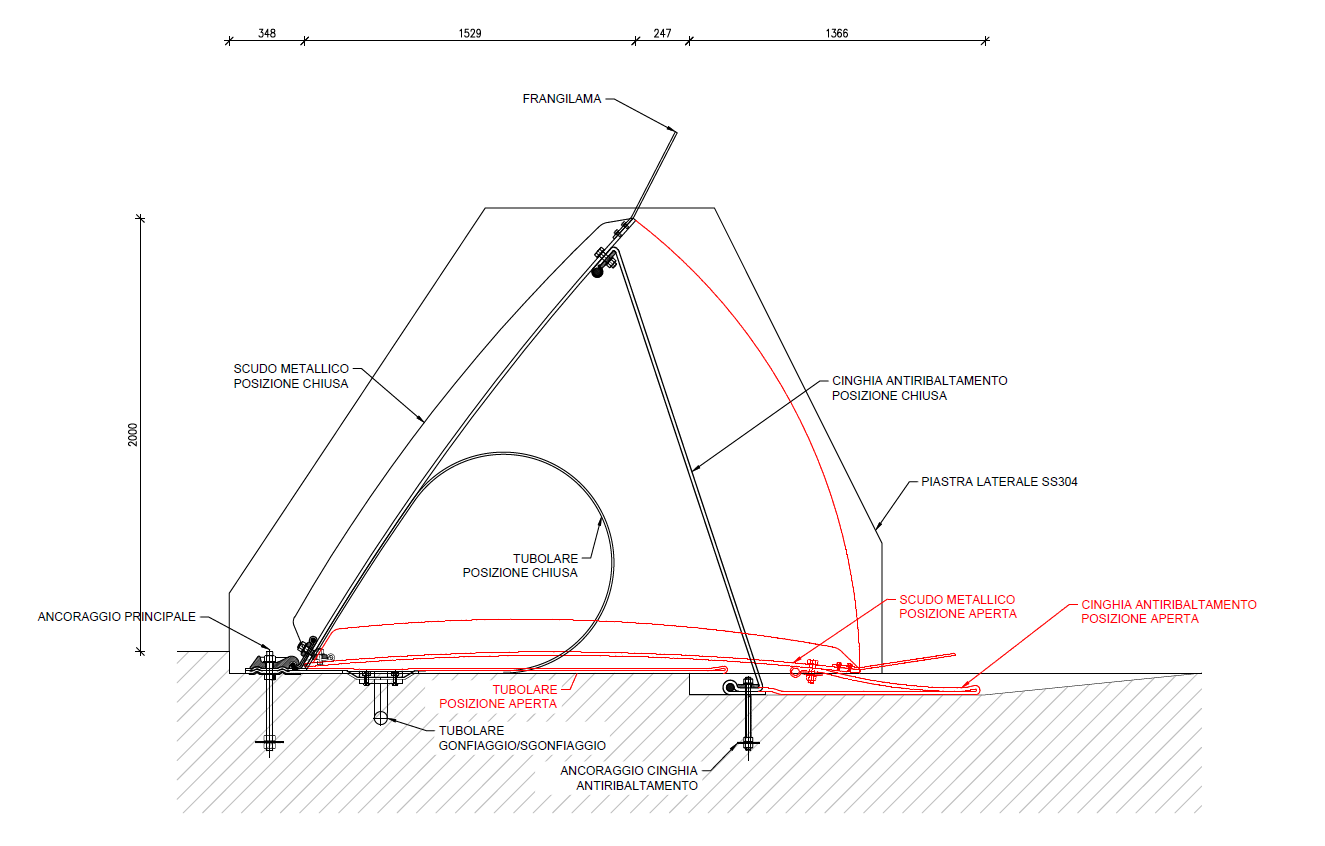 348
1529
247
1366
FRANGILAMA
SCUDO METALLICO
POSIZIONE CHIUSA
CINGHIA ANTIRIBALTAMENTO
POSIZIONE CHIUSA
2000
PIASTRA LATERALE SS304
TUBOLARE
POSIZIONE CHIUSA
SCUDO METALLICO
POSIZIONE APERTA
CINGHIA ANTIRIBALTAMENTO
POSIZIONE APERTA
ANCORAGGIO PRINCIPALE
TUBOLARE
POSIZIONE APERTA
TUBOLARE
GONFIAGGIO/SGONFIAGGIO
ANCORAGGIO CINGHIA
ANTIRIBALTAMENTO